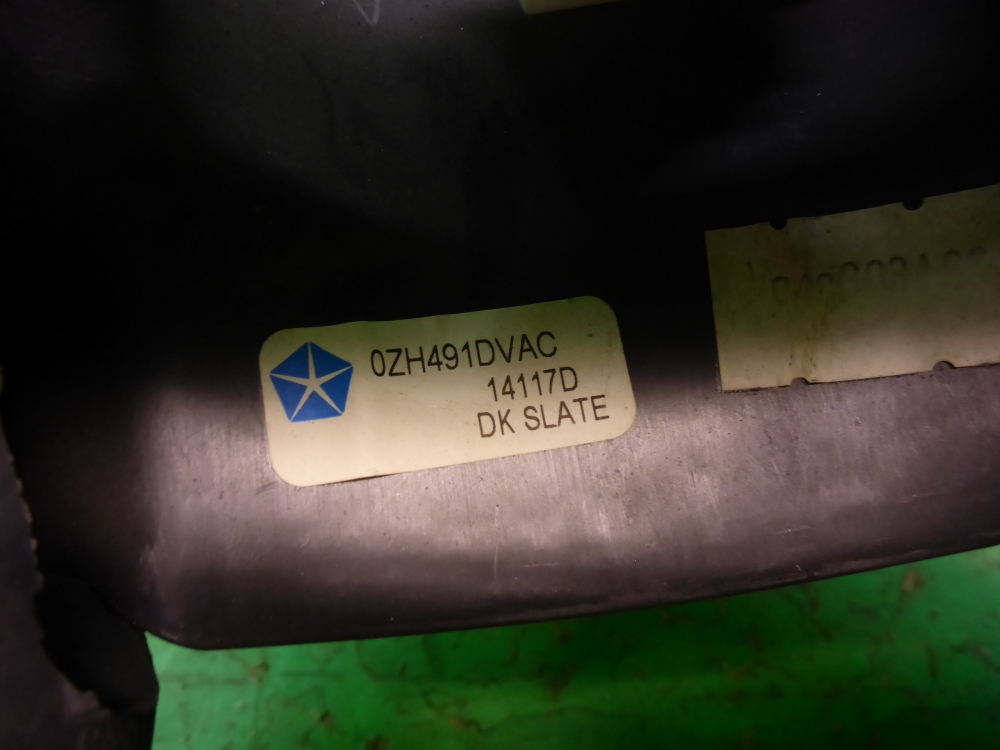 0ZH491DVAC
14117D
DK SLATE